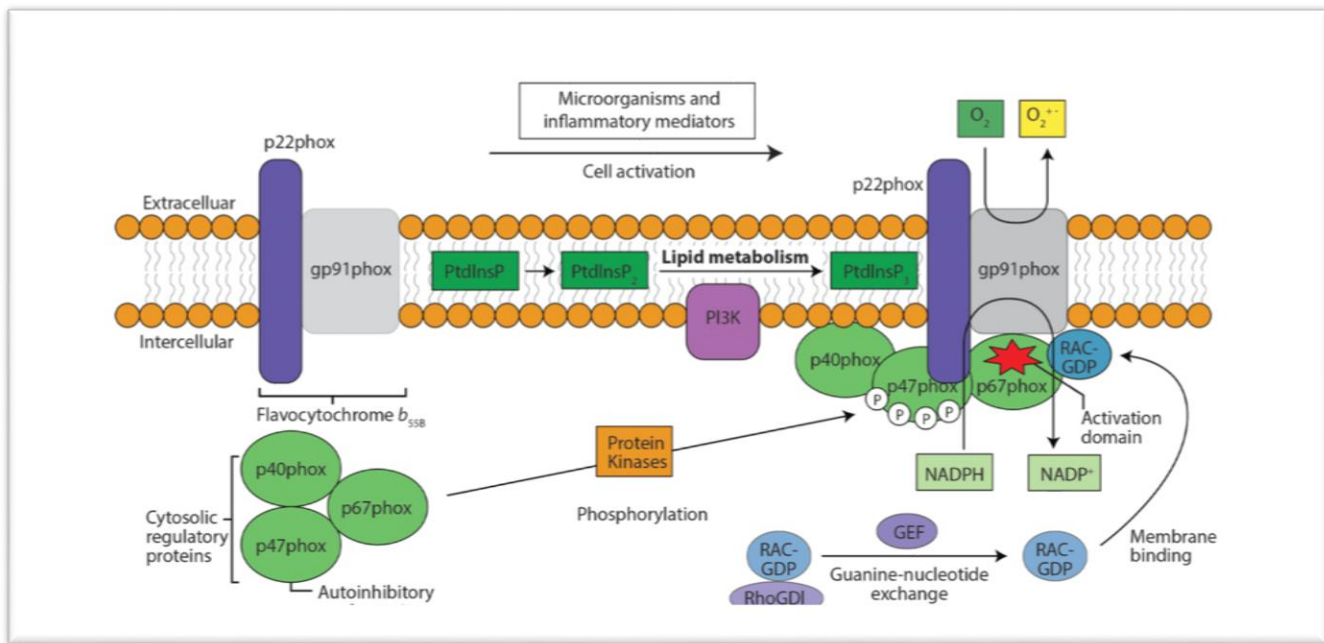 Microorganisms and
inflammatory mediators
Cell activation
O₂
O₂⁺⁻
p22phox
p22phox
Extracelluar
gp91phox
PtdInsP
PtdInsP₂
Lipid metabolism
PtdInsP₃
gp91phox
PI3K
Intercellular
p40phox
p47phox
p67phox
RAC-
GDP
P
P
P
P
Flavocytochrome b₅₅₈
Activation
domain
Protein
Kinases
NADPH
NADP⁺
p40phox
p67phox
p47phox
Cytosolic
regulatory
proteins
Phosphorylation
GEF
RAC-
GDP
RhoGDI
Guanine-nucleotide
exchange
RAC-
GDP
Membrane
binding
Autoinhibitory